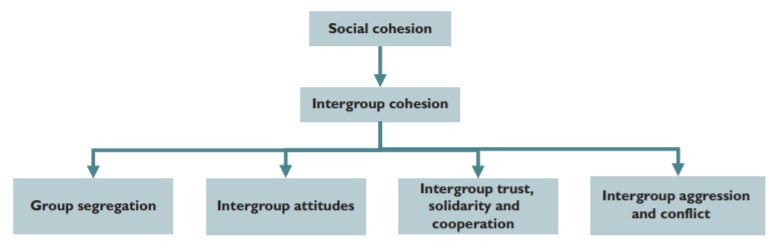 Social cohesion
Intergroup cohesion
Group segregation
Intergroup attitudes
Intergroup trust,
solidarity and
cooperation
Intergroup aggression
and conflict